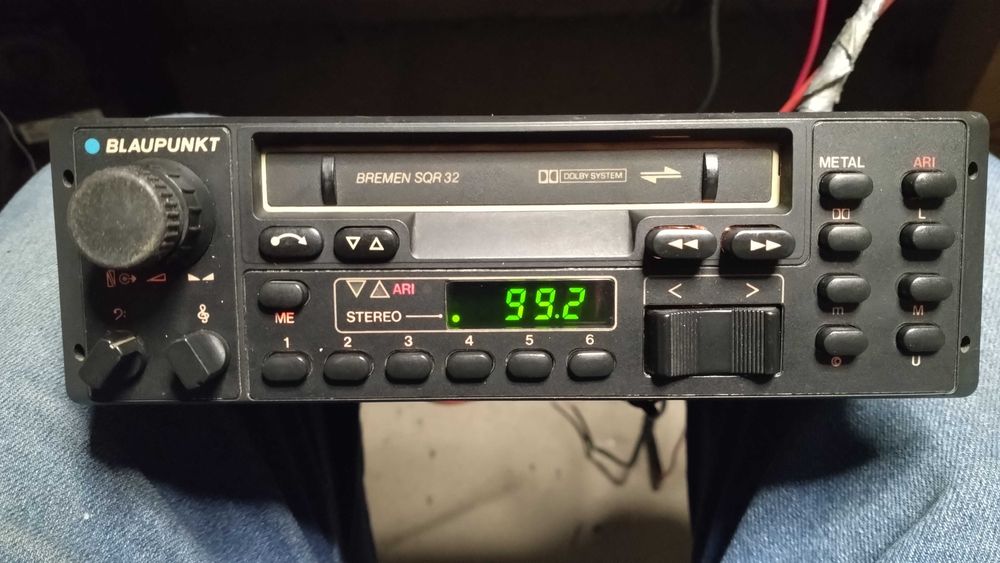 BLAUPUNKT
BREMEN SQR 32
DOLBY SYSTEM
METAL
ARI
L
ME
ARI
STEREO
99.2
< >
1 2 3 4 5 6
m
M
©
U